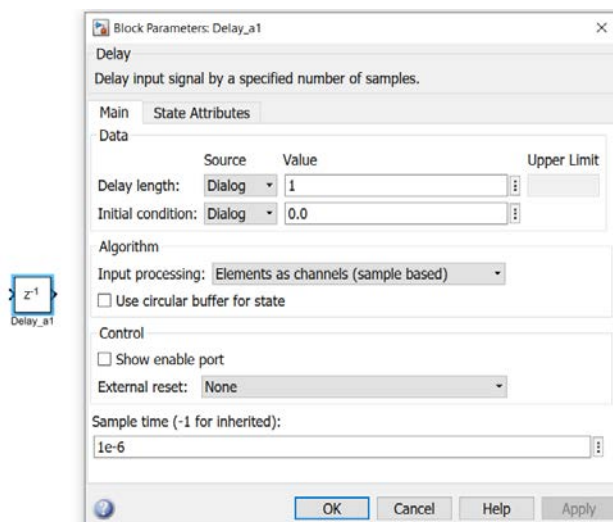 Block Parameters: Delay_a1
Delay
Delay input signal by a specified number of samples.
Main State Attributes
Data
Source Value Upper Limit
Delay length: Dialog 1
Initial condition: Dialog 0.0
Algorithm
Input processing: Elements as channels (sample based)
Use circular buffer for state
Control
Show enable port
External reset: None
Sample time (-1 for inherited):
1e-6
OK Cancel Help Apply
z-1
Delay_a1